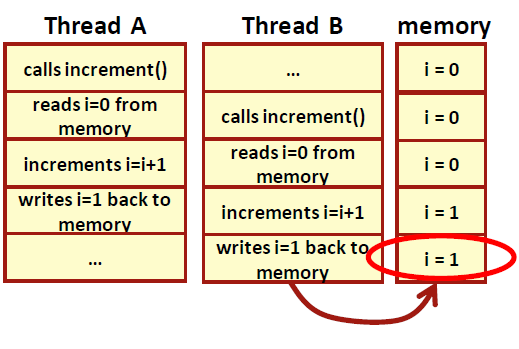 Thread A
Thread B
memory
calls increment()
...
i = 0
reads i=0 from
memory
calls increment()
i = 0
increments i=i+1
reads i=0 from
memory
i = 0
writes i=1 back to
memory
increments i=i+1
i = 1
...
writes i=1 back to
memory
i = 1